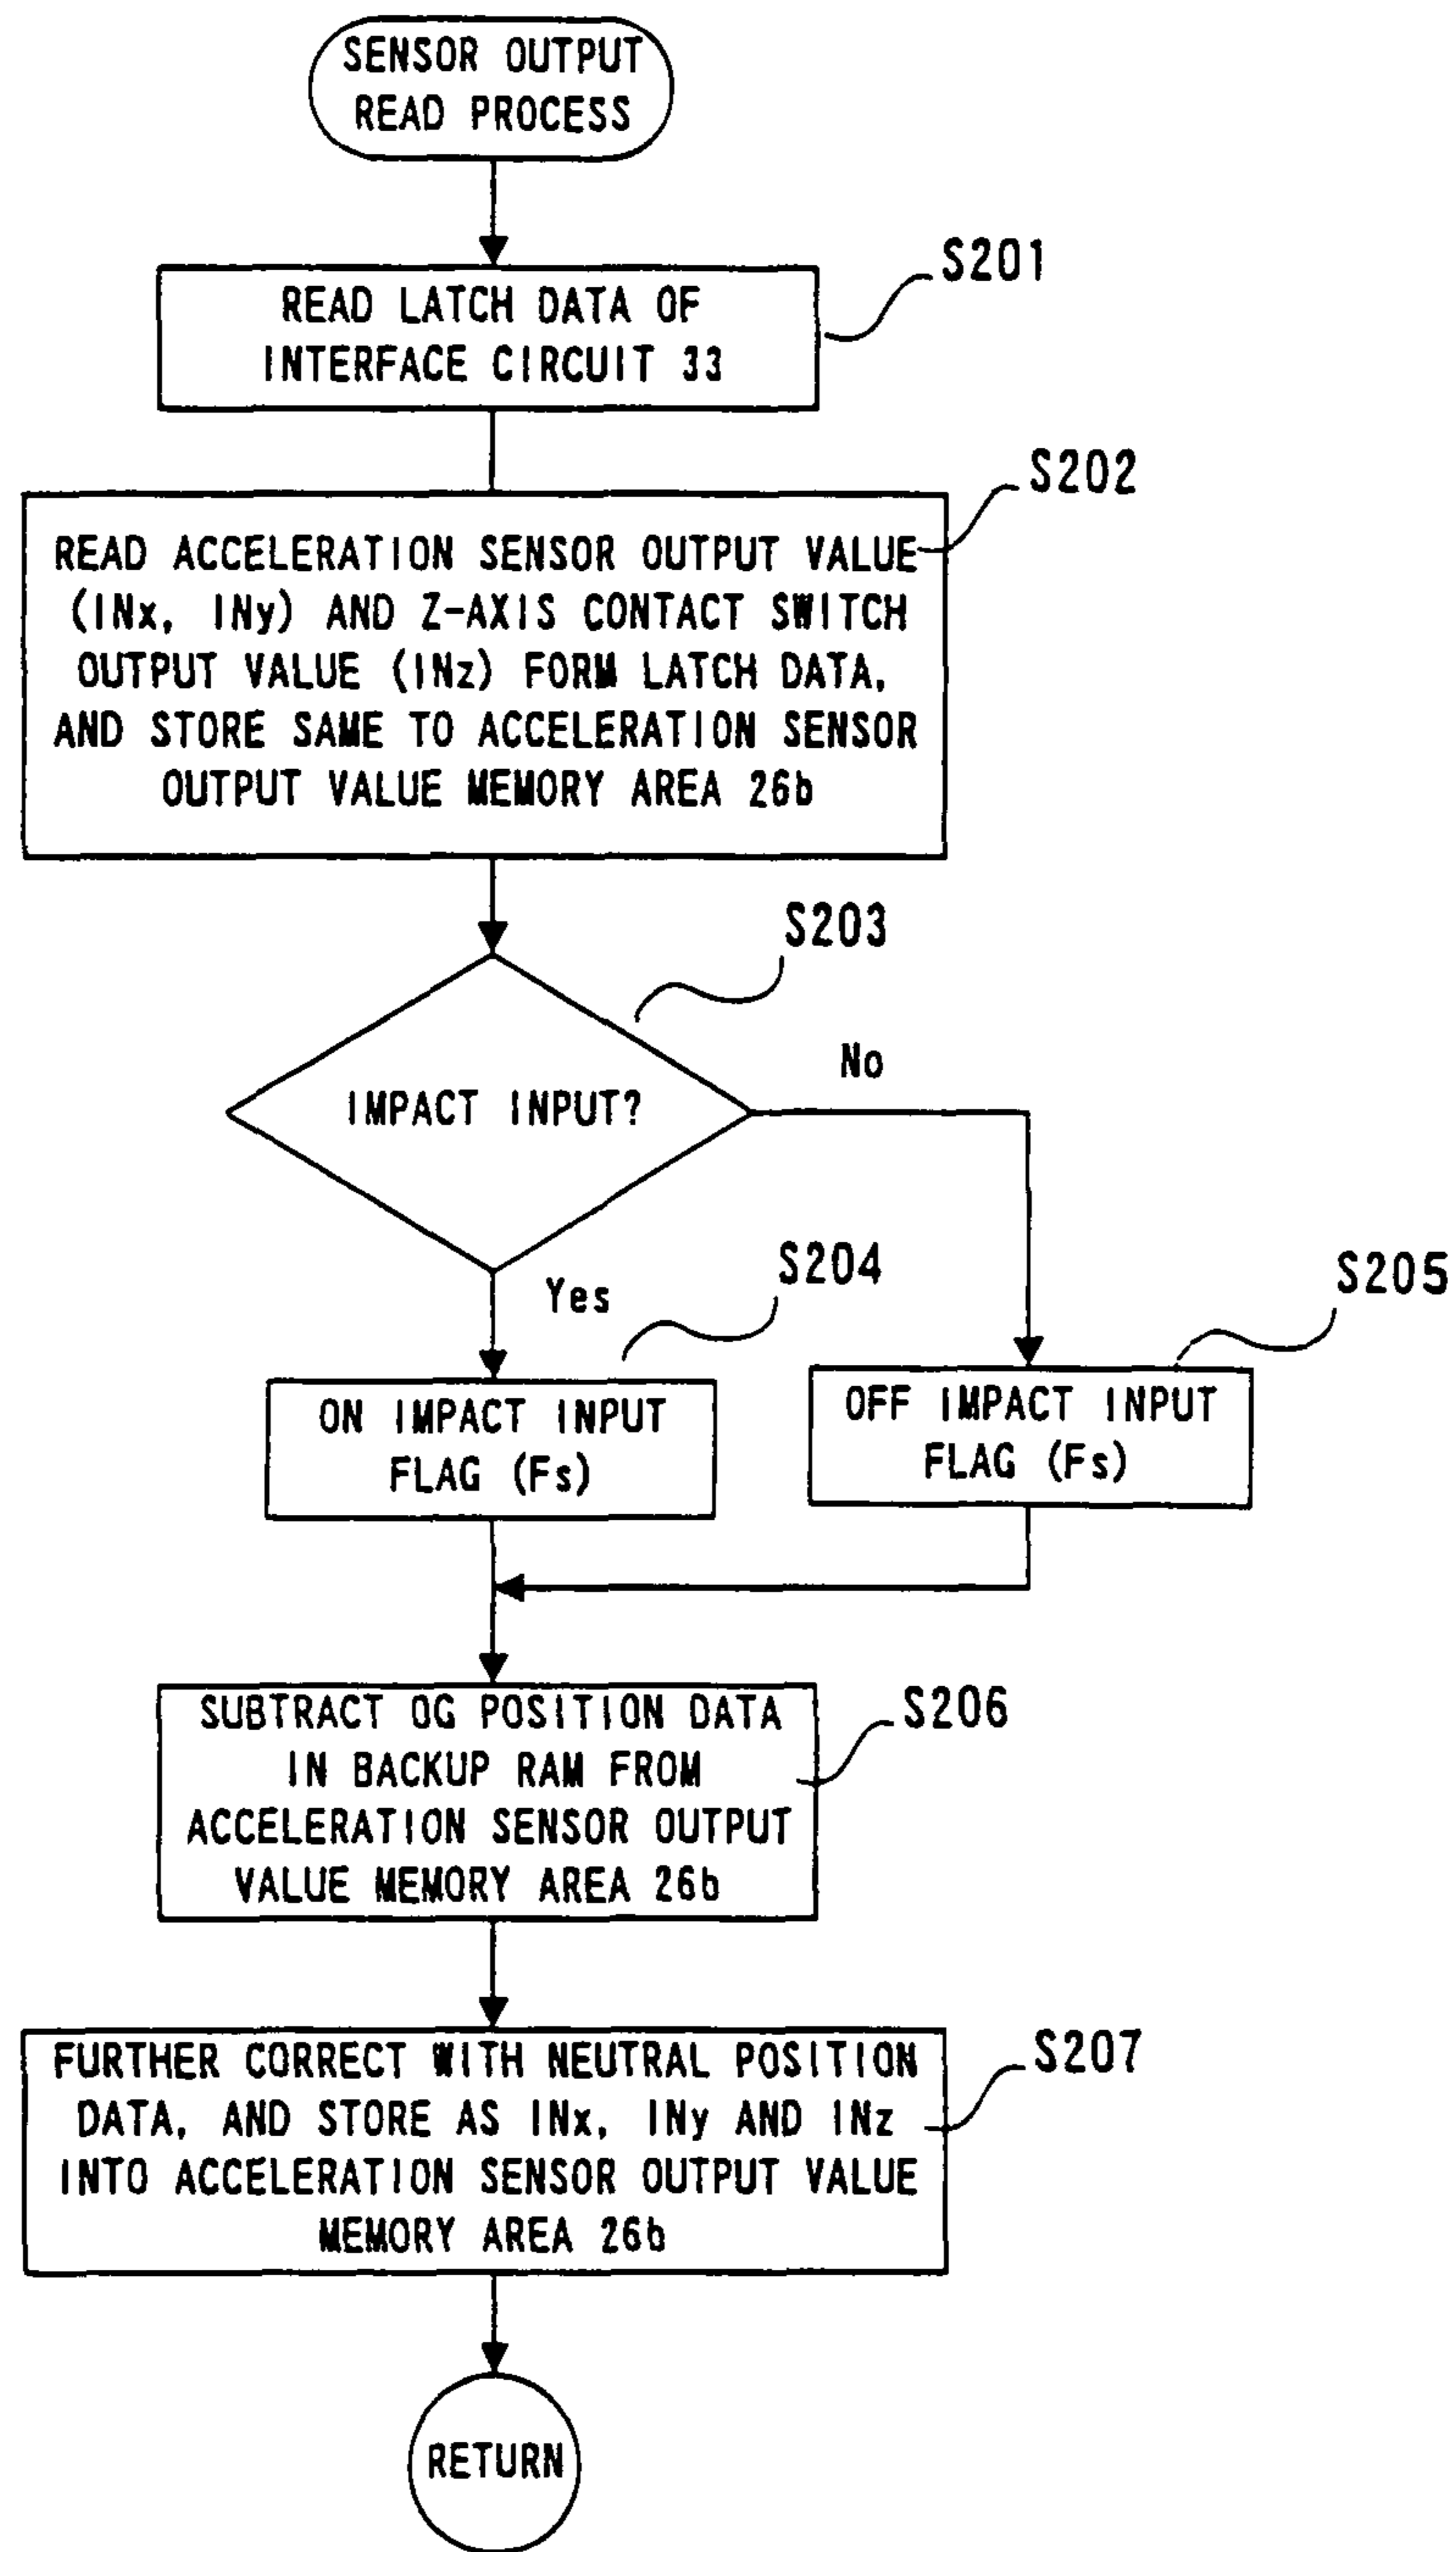 SENSOR OUTPUT
READ PROCESS
S201
READ LATCH DATA OF
INTERFACE CIRCUIT 33
S202
READ ACCELERATION SENSOR OUTPUT VALUE
(INx, INy) AND Z-AXIS CONTACT SWITCH
OUTPUT VALUE (INz) FORM LATCH DATA,
AND STORE SAME TO ACCELERATION SENSOR
OUTPUT VALUE MEMORY AREA 26b
S203
No
IMPACT INPUT?
Yes
S204
S205
ON IMPACT INPUT
FLAG (Fs)
OFF IMPACT INPUT
FLAG (Fs)
S206
SUBTRACT 0G POSITION DATA
IN BACKUP RAM FROM
ACCELERATION SENSOR OUTPUT
VALUE MEMORY AREA 26b
S207
FURTHER CORRECT WITH NEUTRAL POSITION
DATA, AND STORE AS INx, INy AND INz
INTO ACCELERATION SENSOR OUTPUT VALUE
MEMORY AREA 26b
RETURN